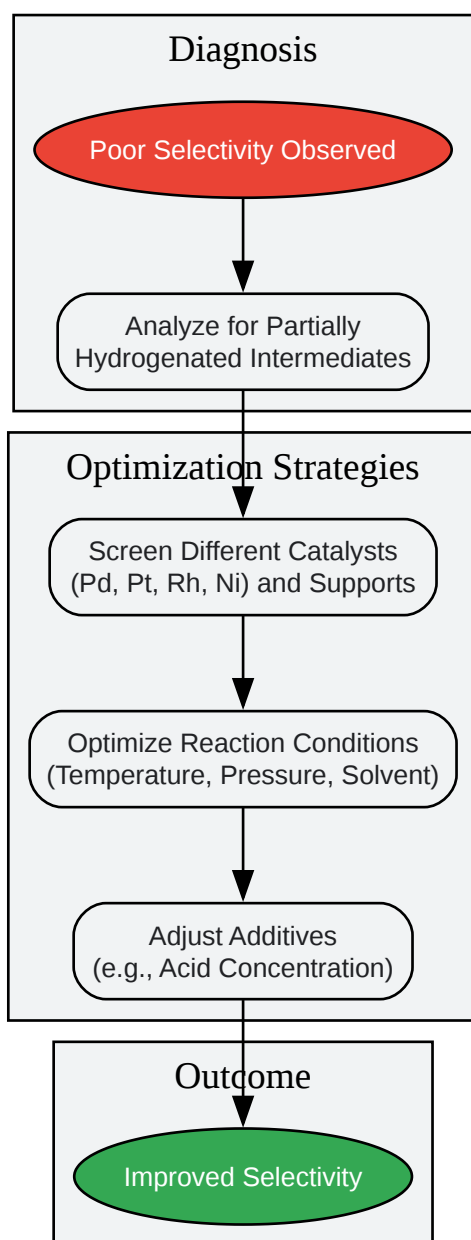 Diagnosis
Poor Selectivity Observed
Analyze for Partially
Hydrogenated Intermediates
Optimization Strategies
Screen Different Catalysts
(Pd, Pt, Rh, Ni) and Supports
Optimize Reaction Conditions
(Temperature, Pressure, Solvent)
Adjust Additives
(e.g., Acid Concentration)
Outcome
Improved Selectivity